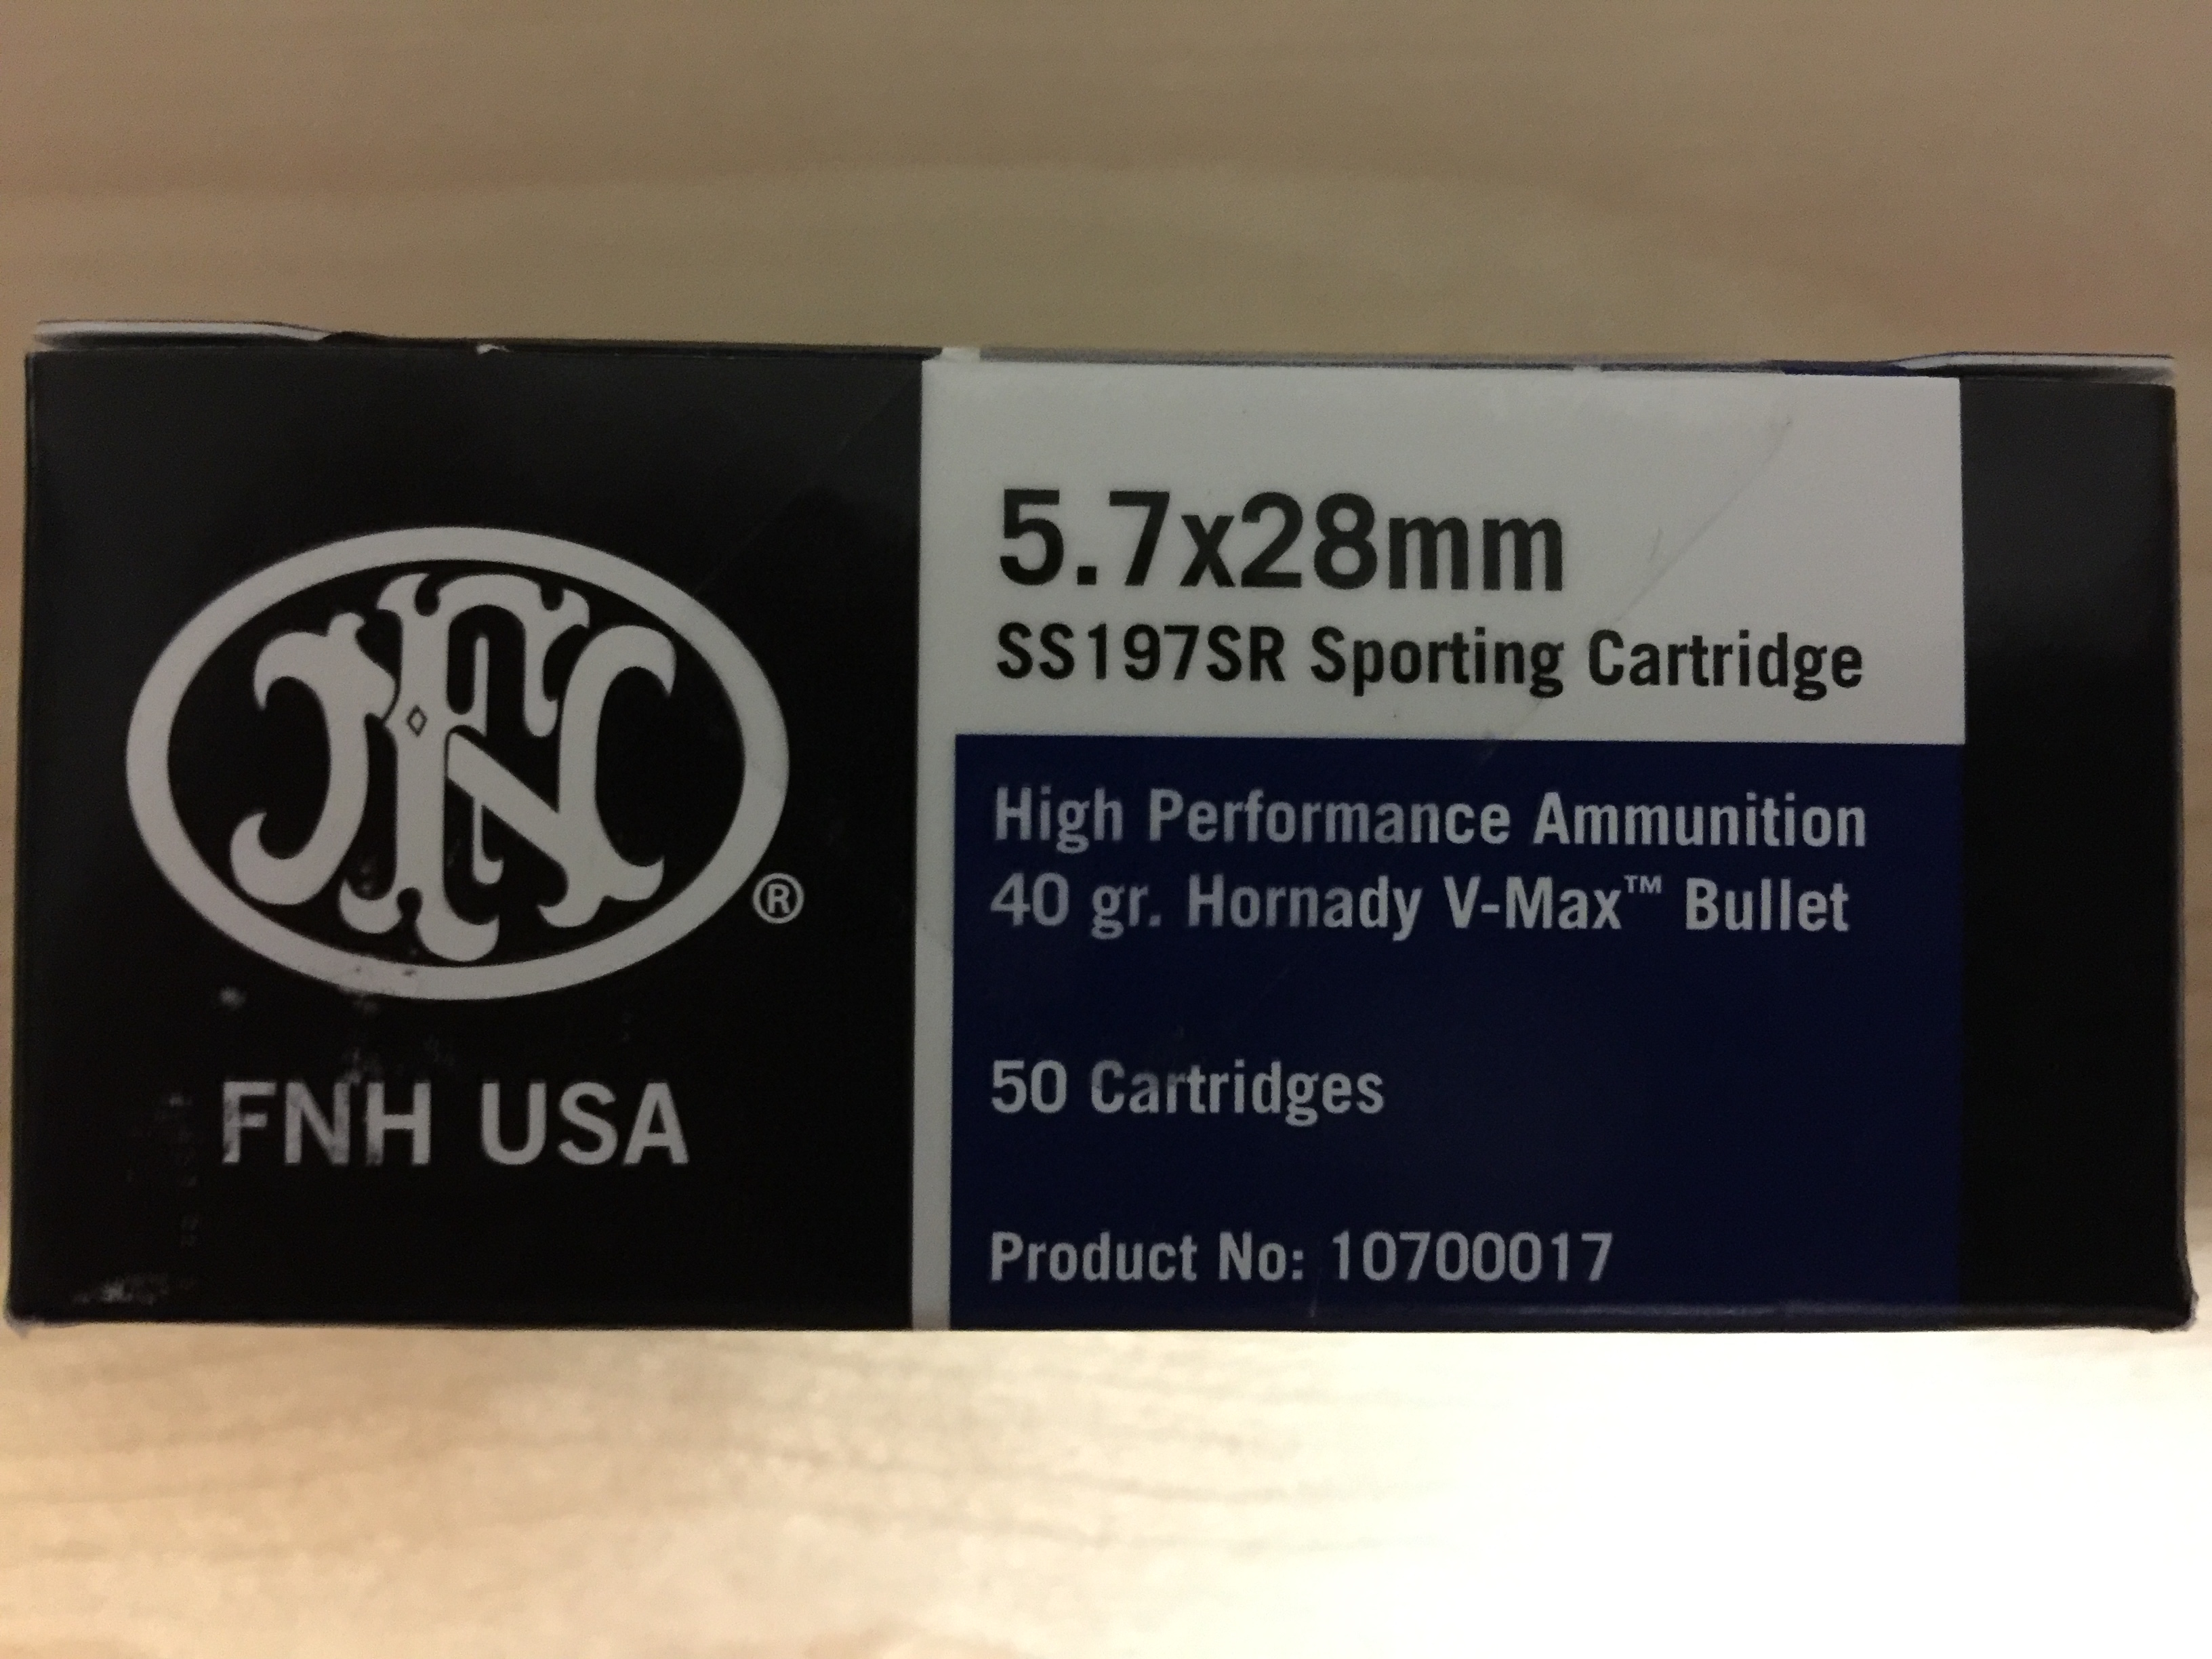 FN
®
FNH USA
5.7x28mm
SS197SR Sporting Cartridge
High Performance Ammunition
40 gr. Hornady V-Max™ Bullet
50 Cartridges
Product No: 10700017